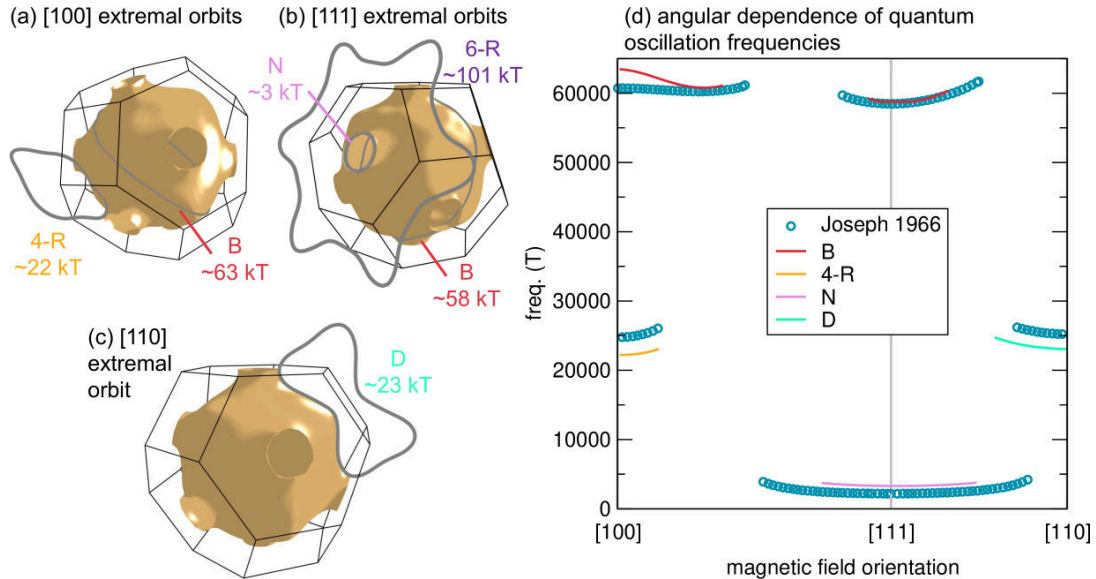 (a) [100] extremal orbits
4-R
~22 kT
B
~63 kT
(b) [111] extremal orbits
6-R
~101 kT
N
~3 kT
B
~58 kT
(c) [110]
extremal
orbit
D
~23 kT
(d) angular dependence of quantum
oscillation frequencies
freq. (T)
60000
50000
40000
30000
20000
10000
0
Joseph 1966
B
4-R
N
D
[100]
[111]
[110]
magnetic field orientation